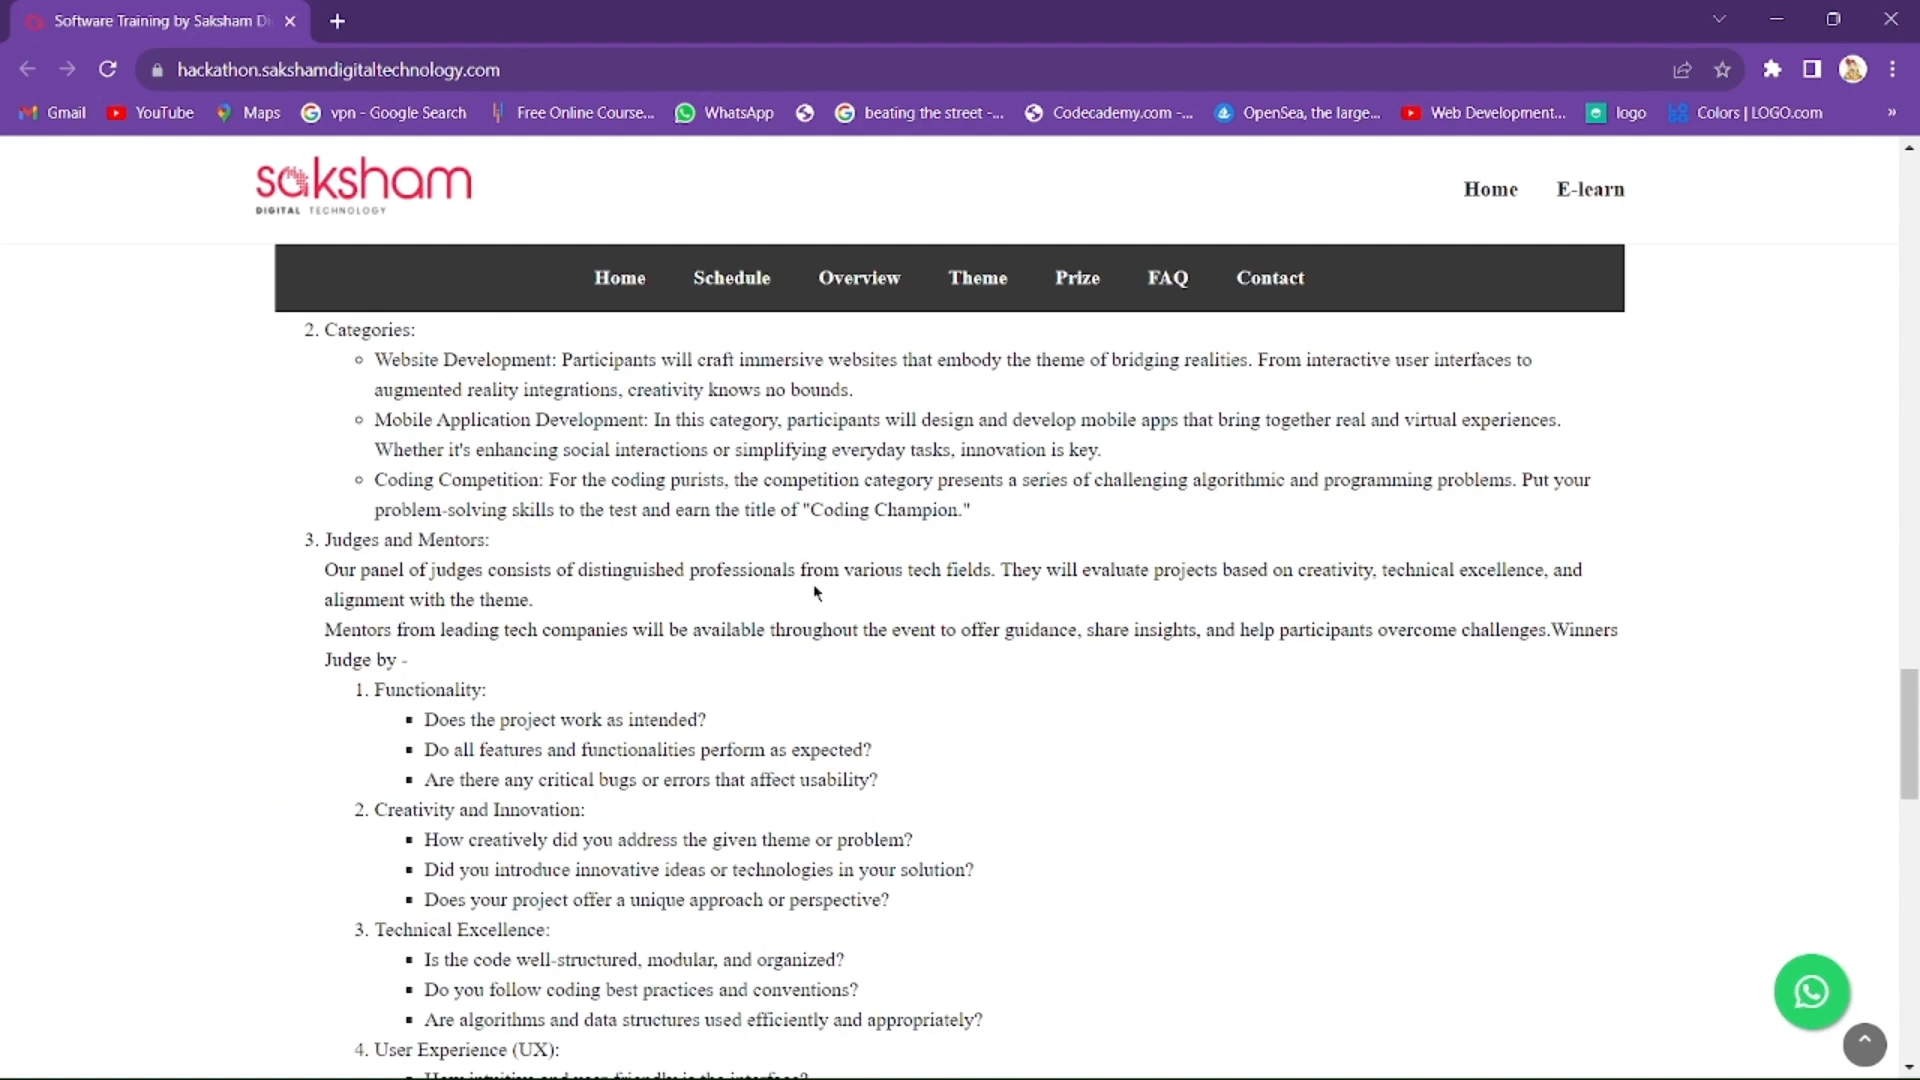 Software Training by Saksham Di
hackathon.sakshamdigitaltechnology.com
Gmail YouTube Maps vpn - Google Search Free Online Course... WhatsApp beating the street -... Codecademy.com -... OpenSea, the large... Web Development... logo Colors | LOGO.com »
saksham
DIGITAL TECHNOLOGY
Home E-learn
Home Schedule Overview Theme Prize FAQ Contact
2. Categories:
Website Development: Participants will craft immersive websites that embody the theme of bridging realities. From interactive user interfaces to
augmented reality integrations, creativity knows no bounds.
Mobile Application Development: In this category, participants will design and develop mobile apps that bring together real and virtual experiences.
Whether it's enhancing social interactions or simplifying everyday tasks, innovation is key.
Coding Competition: For the coding purists, the competition category presents a series of challenging algorithmic and programming problems. Put your
problem-solving skills to the test and earn the title of "Coding Champion."
3. Judges and Mentors:
Our panel of judges consists of distinguished professionals from various tech fields. They will evaluate projects based on creativity, technical excellence, and
alignment with the theme.
Mentors from leading tech companies will be available throughout the event to offer guidance, share insights, and help participants overcome challenges.Winners
Judge by -
1. Functionality:
Does the project work as intended?
Do all features and functionalities perform as expected?
Are there any critical bugs or errors that affect usability?
2. Creativity and Innovation:
How creatively did you address the given theme or problem?
Did you introduce innovative ideas or technologies in your solution?
Does your project offer a unique approach or perspective?
3. Technical Excellence:
Is the code well-structured, modular, and organized?
Do you follow coding best practices and conventions?
Are algorithms and data structures used efficiently and appropriately?
4. User Experience (UX):
How intuitive and user-friendly is the interface?